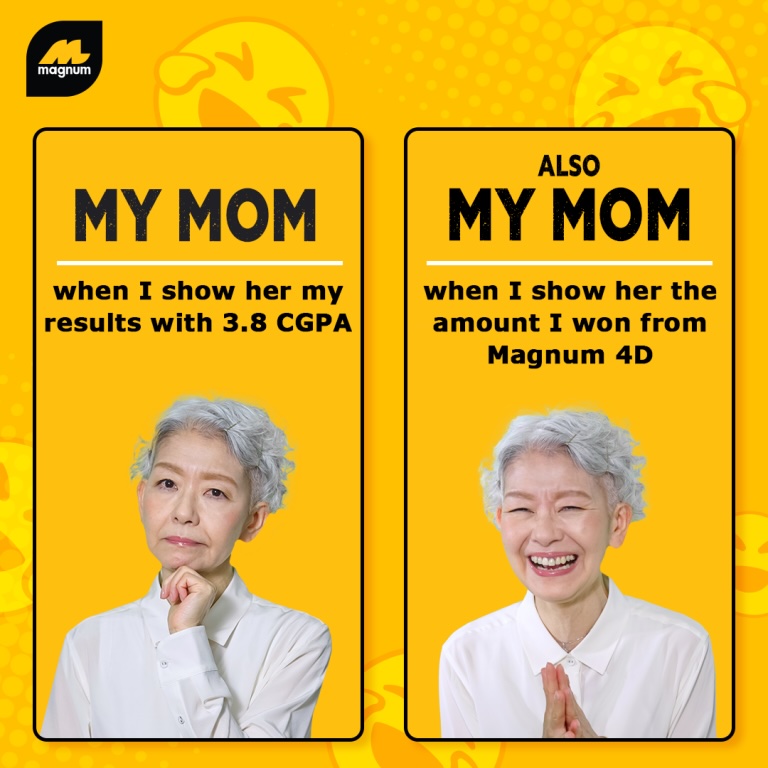 magnum
MY MOM
when I show her my
results with 3.8 CGPA
ALSO
MY MOM
when I show her the
amount I won from
Magnum 4D